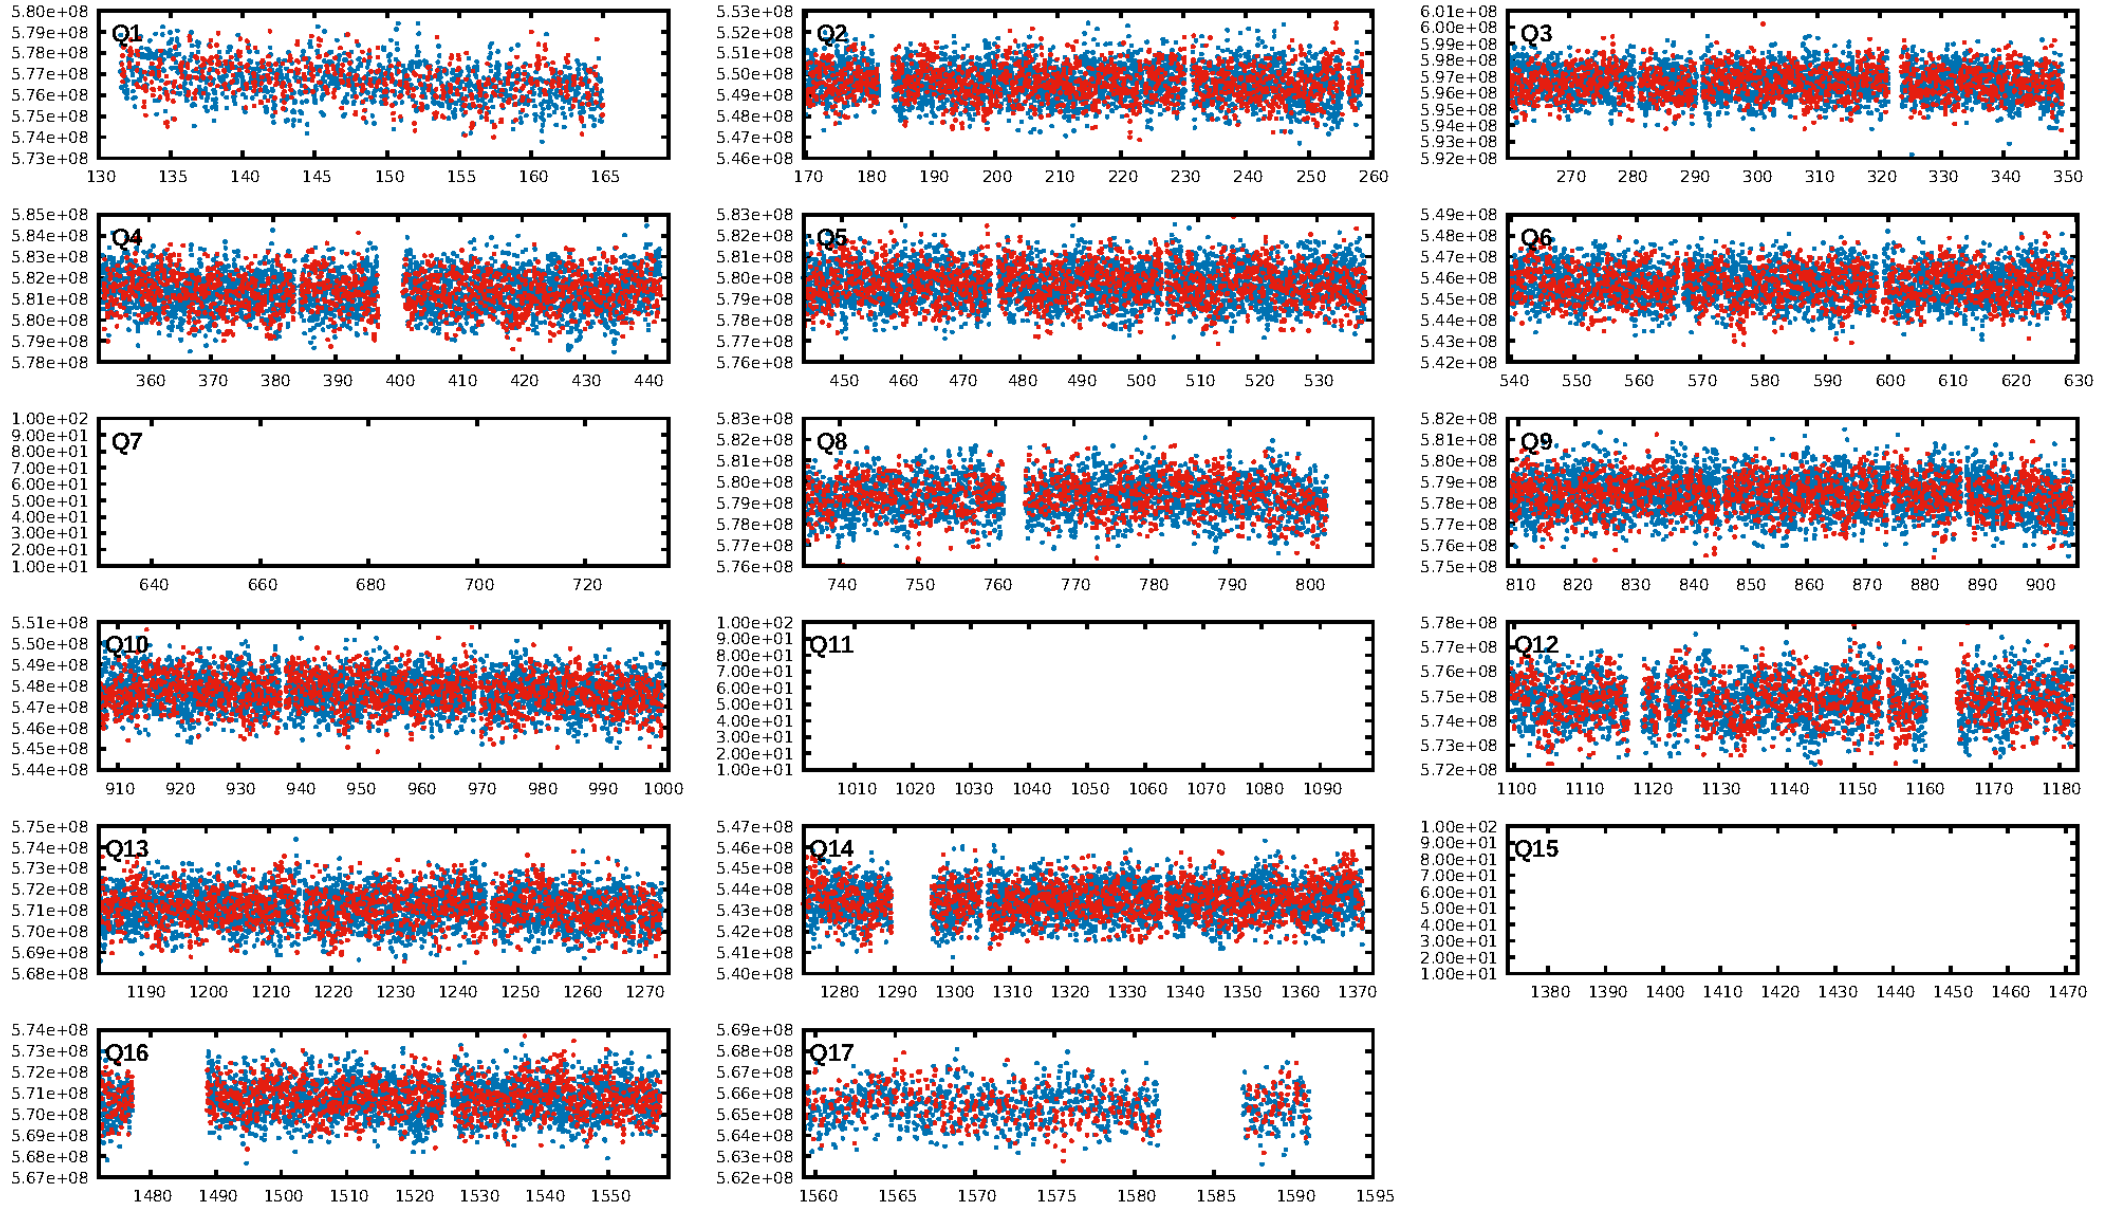 Q1
5.80e+08
5.79e+08
5.78e+08
5.77e+08
5.76e+08
5.75e+08
5.74e+08
5.73e+08
130 135 140 145 150 155 160 165
Q2
5.53e+08
5.52e+08
5.51e+08
5.50e+08
5.49e+08
5.48e+08
5.47e+08
5.46e+08
170 180 190 200 210 220 230 240 250 260
Q3
6.01e+08
6.00e+08
5.99e+08
5.98e+08
5.97e+08
5.96e+08
5.95e+08
5.94e+08
5.93e+08
5.92e+08
270 280 290 300 310 320 330 340 350
Q4
5.85e+08
5.84e+08
5.83e+08
5.82e+08
5.81e+08
5.80e+08
5.79e+08
5.78e+08
360 370 380 390 400 410 420 430 440
Q5
5.83e+08
5.82e+08
5.81e+08
5.80e+08
5.79e+08
5.78e+08
5.77e+08
5.76e+08
450 460 470 480 490 500 510 520 530
Q6
5.49e+08
5.48e+08
5.47e+08
5.46e+08
5.45e+08
5.44e+08
5.43e+08
5.42e+08
540 550 560 570 580 590 600 610 620 630
Q7
1.00e+02
9.00e+01
8.00e+01
7.00e+01
6.00e+01
5.00e+01
4.00e+01
3.00e+01
2.00e+01
1.00e+01
640 660 680 700 720
Q8
5.83e+08
5.82e+08
5.81e+08
5.80e+08
5.79e+08
5.78e+08
5.77e+08
5.76e+08
740 750 760 770 780 790 800
Q9
5.82e+08
5.81e+08
5.80e+08
5.79e+08
5.78e+08
5.77e+08
5.76e+08
5.75e+08
810 820 830 840 850 860 870 880 890 900
Q10
5.51e+08
5.50e+08
5.49e+08
5.48e+08
5.47e+08
5.46e+08
5.45e+08
5.44e+08
910 920 930 940 950 960 970 980 990 1000
Q11
1.00e+02
9.00e+01
8.00e+01
7.00e+01
6.00e+01
5.00e+01
4.00e+01
3.00e+01
2.00e+01
1.00e+01
1010 1020 1030 1040 1050 1060 1070 1080 1090
Q12
5.78e+08
5.77e+08
5.76e+08
5.75e+08
5.74e+08
5.73e+08
5.72e+08
1100 1110 1120 1130 1140 1150 1160 1170 1180
Q13
5.75e+08
5.74e+08
5.73e+08
5.72e+08
5.71e+08
5.70e+08
5.69e+08
5.68e+08
1190 1200 1210 1220 1230 1240 1250 1260 1270
Q14
5.47e+08
5.46e+08
5.45e+08
5.44e+08
5.43e+08
5.42e+08
5.41e+08
5.40e+08
1280 1290 1300 1310 1320 1330 1340 1350 1360 1370
Q15
1.00e+02
9.00e+01
8.00e+01
7.00e+01
6.00e+01
5.00e+01
4.00e+01
3.00e+01
2.00e+01
1.00e+01
1380 1390 1400 1410 1420 1430 1440 1450 1460 1470
Q16
5.74e+08
5.73e+08
5.72e+08
5.71e+08
5.70e+08
5.69e+08
5.68e+08
5.67e+08
1480 1490 1500 1510 1520 1530 1540 1550
Q17
5.69e+08
5.68e+08
5.67e+08
5.66e+08
5.65e+08
5.64e+08
5.63e+08
5.62e+08
1560 1565 1570 1575 1580 1585 1590 1595